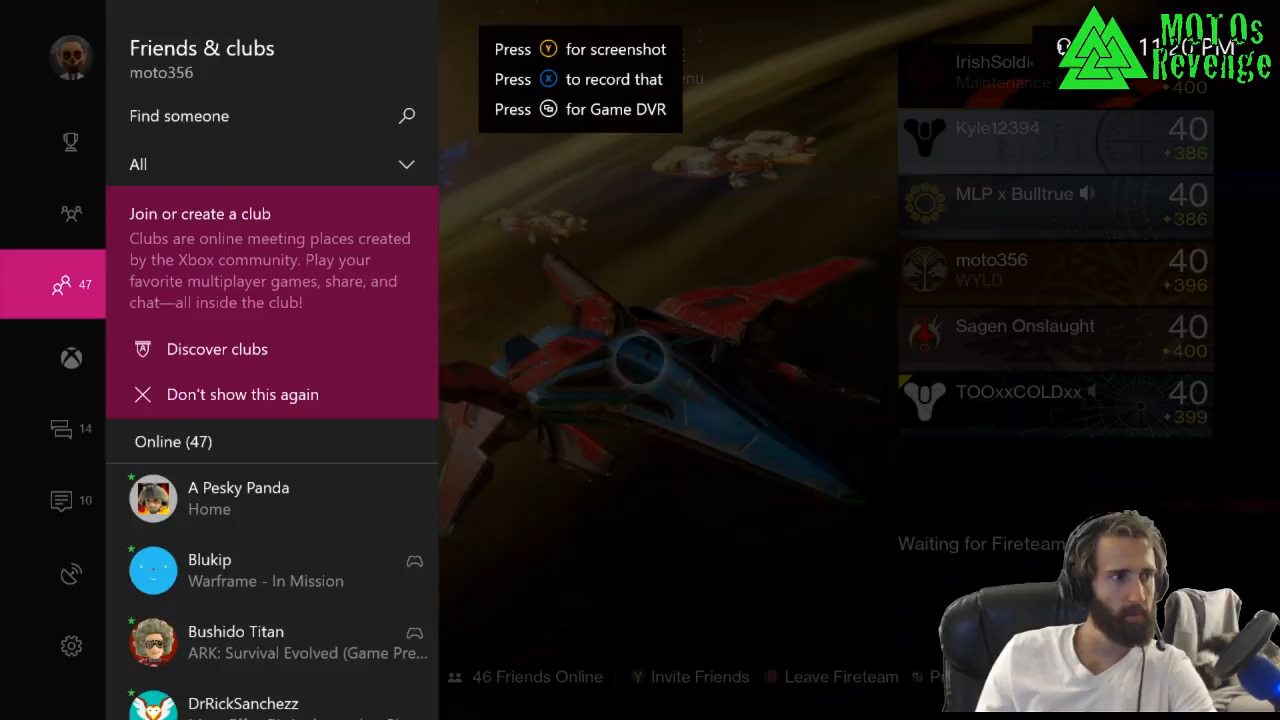 Friends & clubs
moto356
Find someone
All
Join or create a club
Clubs are online meeting places created
by the Xbox community. Play your
favorite multiplayer games, share, and
chat—all inside the club!
Discover clubs
Don't show this again
47
14
10
Online (47)
A Pesky Panda
Home
Blukip
Warframe - In Mission
Bushido Titan
ARK: Survival Evolved (Game Pre...
DrRickSanchezz
Press Y for screenshot
Press X to record that
Press for Game DVR
11:20 PM
MOTOs
Revenge
IrishSoldi
Maintenance
+400
Kyle12394
40
+386
MLP x Bulltrue
40
+386
moto356
WYLD
40
+396
Sagen Onslaught
40
+400
TOOxxCOLDxx
40
+399
Waiting for Fireteam
46 Friends Online
Y Invite Friends
B Leave Fireteam